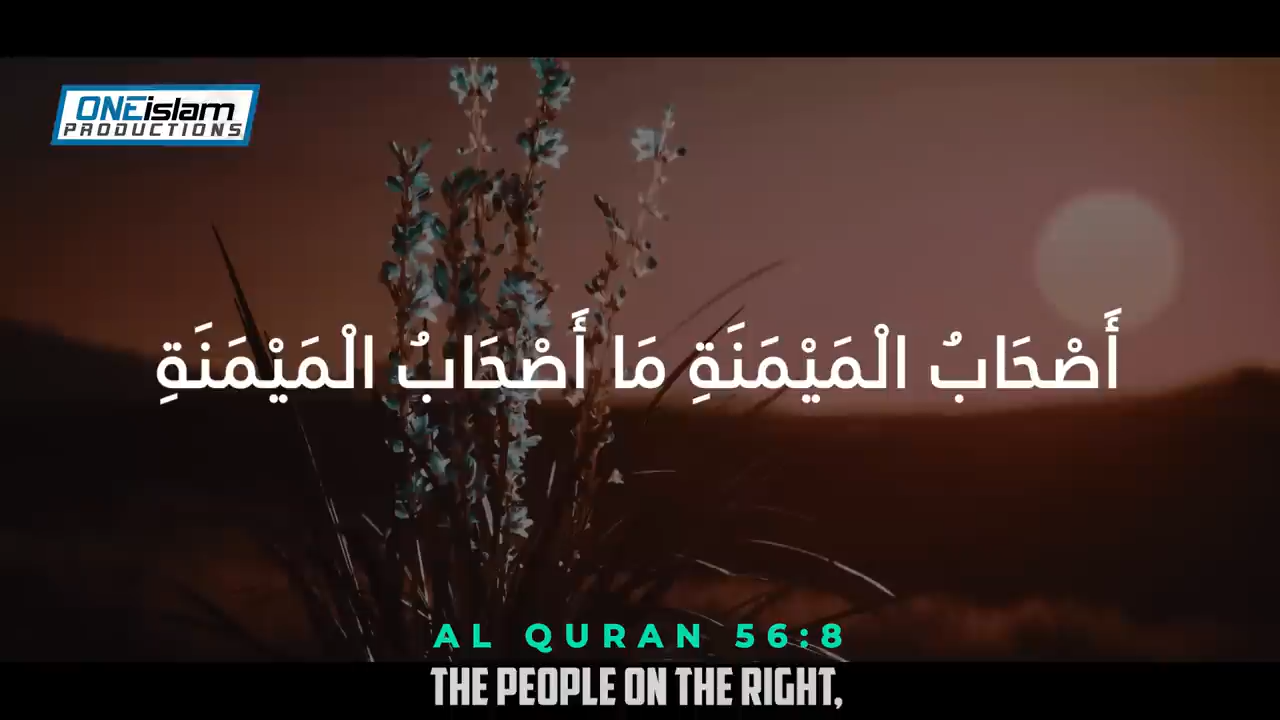 ONEislam
PRODUCTIONS
أَصْحَابُ الْمَيْمَنَةِ مَا أَصْحَابُ الْمَيْمَنَةِ
AL QURAN 56:8
THE PEOPLE ON THE RIGHT,